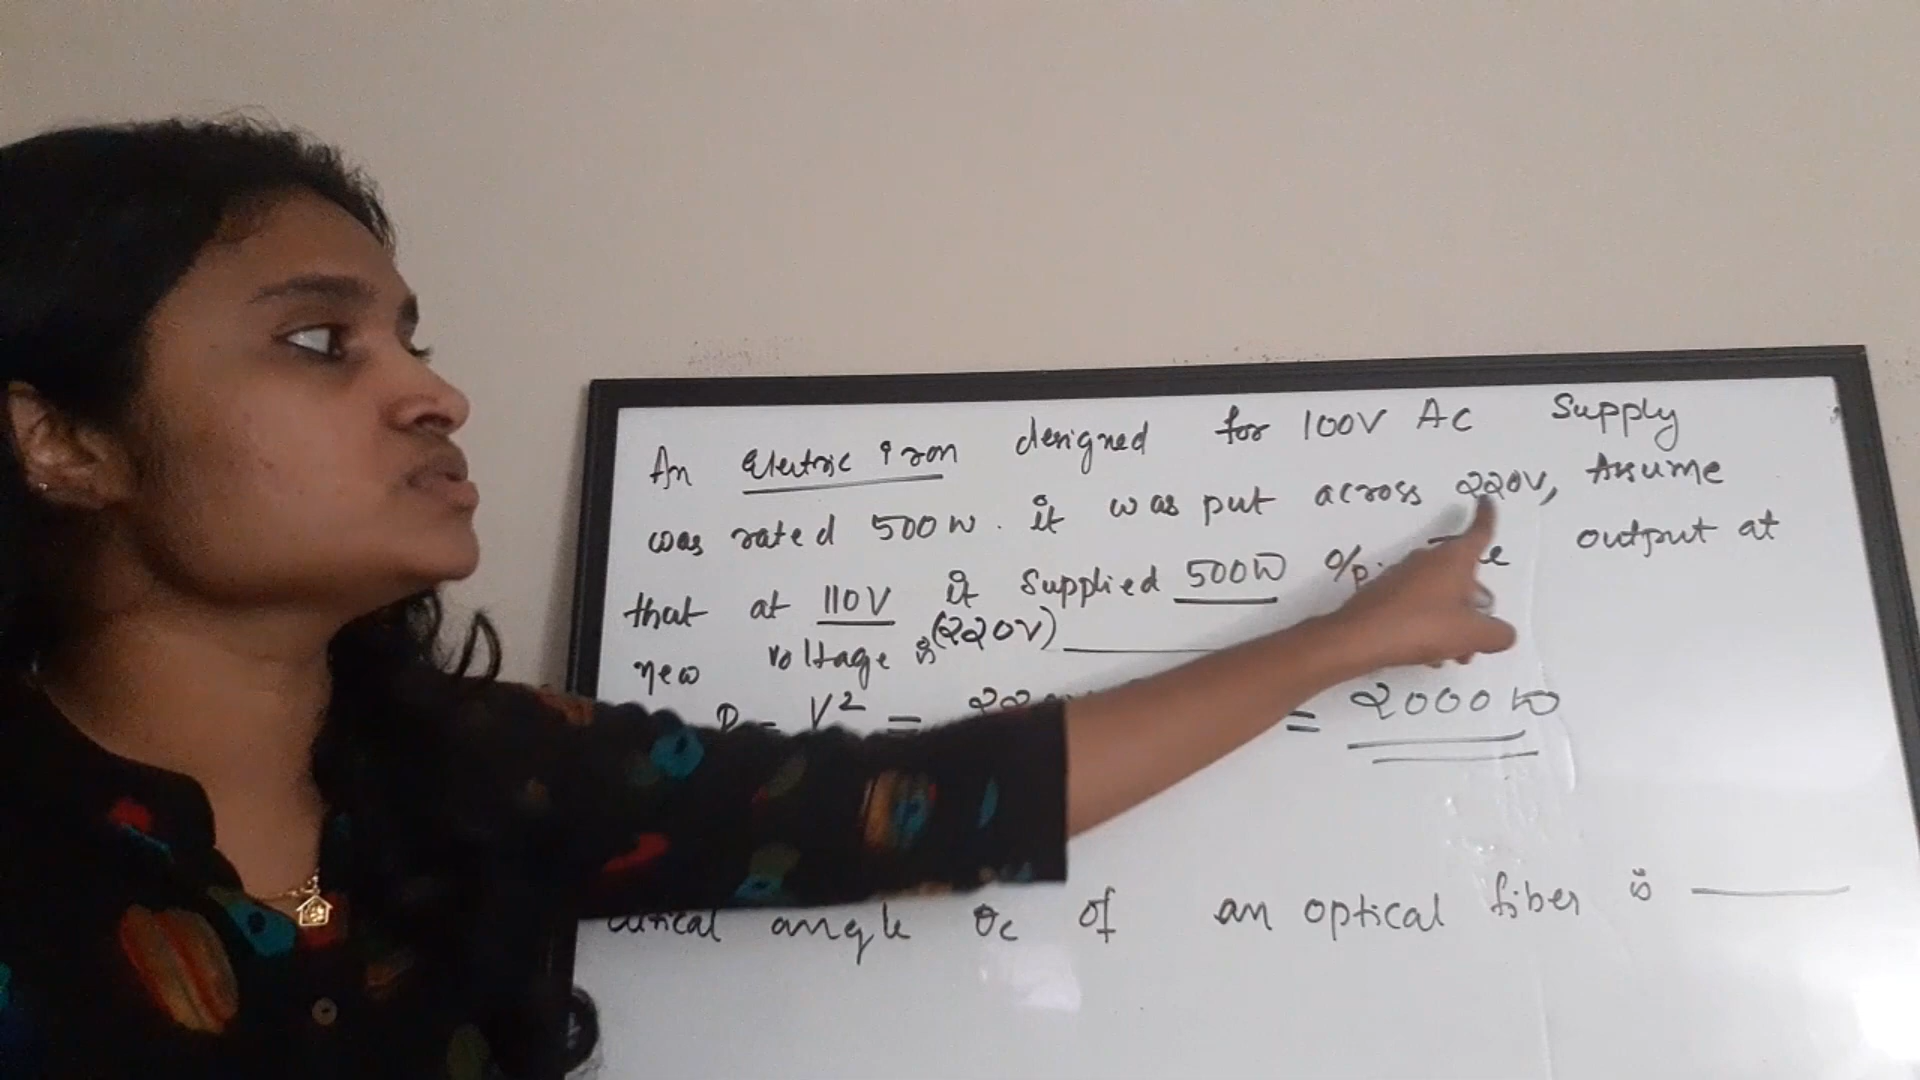 An Electric iron designed for 100V AC Supply
was rated 500W. it was put across 220V, Assume
that at 110V it supplied 500W o/p. output at
new voltage is (220V) ______
P = V² = = 2000W
critical angle θc of an optical fiber is ______